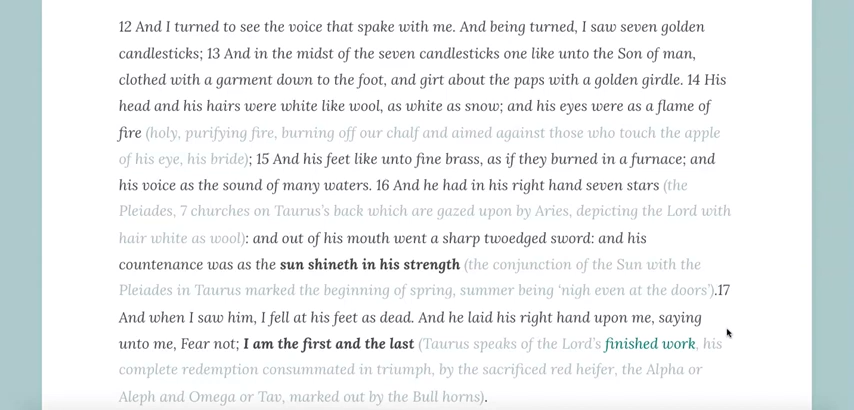 12 And I turned to see the voice that spake with me. And being turned, I saw seven golden
candlesticks; 13 And in the midst of the seven candlesticks one like unto the Son of man,
clothed with a garment down to the foot, and girt about the paps with a golden girdle. 14 His
head and his hairs were white like wool, as white as snow; and his eyes were as a flame of
fire (holy, purifying fire, burning off our chalf and aimed against those who touch the apple
of his eye, his bride); 15 And his feet like unto fine brass, as if they burned in a furnace; and
his voice as the sound of many waters. 16 And he had in his right hand seven stars (the
Pleiades, 7 churches on Taurus's back which are gazed upon by Aries, depicting the Lord with
hair white as wool): and out of his mouth went a sharp twoedged sword: and his
countenance was as the sun shineth in his strength (the conjunction of the Sun with the
Pleiades in Taurus marked the beginning of spring, summer being ‘nigh even at the doors’).17
And when I saw him, I fell at his feet as dead. And he laid his right hand upon me, saying
unto me, Fear not; I am the first and the last (Taurus speaks of the Lord's finished work, his
complete redemption consummated in triumph, by the sacrificed red heifer, the Alpha or
Aleph and Omega or Tav, marked out by the Bull horns).